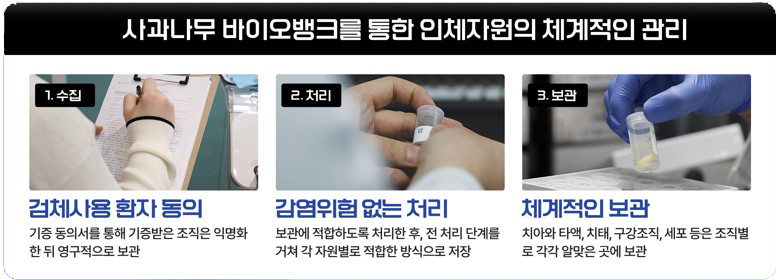 사과나무 바이오뱅크를 통한 인체자원의 체계적인 관리
1. 수집
2. 처리
3. 보관
검체사용 환자 동의
기증 동의서를 통해 기증받은 조직은 익명화
한 뒤 영구적으로 보관
감염위험 없는 처리
보관에 적합하도록 처리한 후, 전 처리 단계를
거쳐 각 자원별로 적합한 방식으로 저장
체계적인 보관
치아와 타액, 치태, 구강조직, 세포 등은 조직별
로 각각 알맞은 곳에 보관